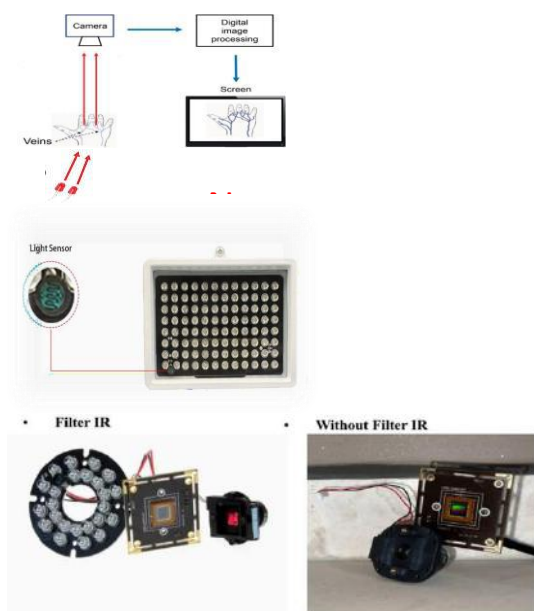 Camera
Digital
image
processing
Screen
Veins
Light Sensor
• Filter IR
• Without Filter IR